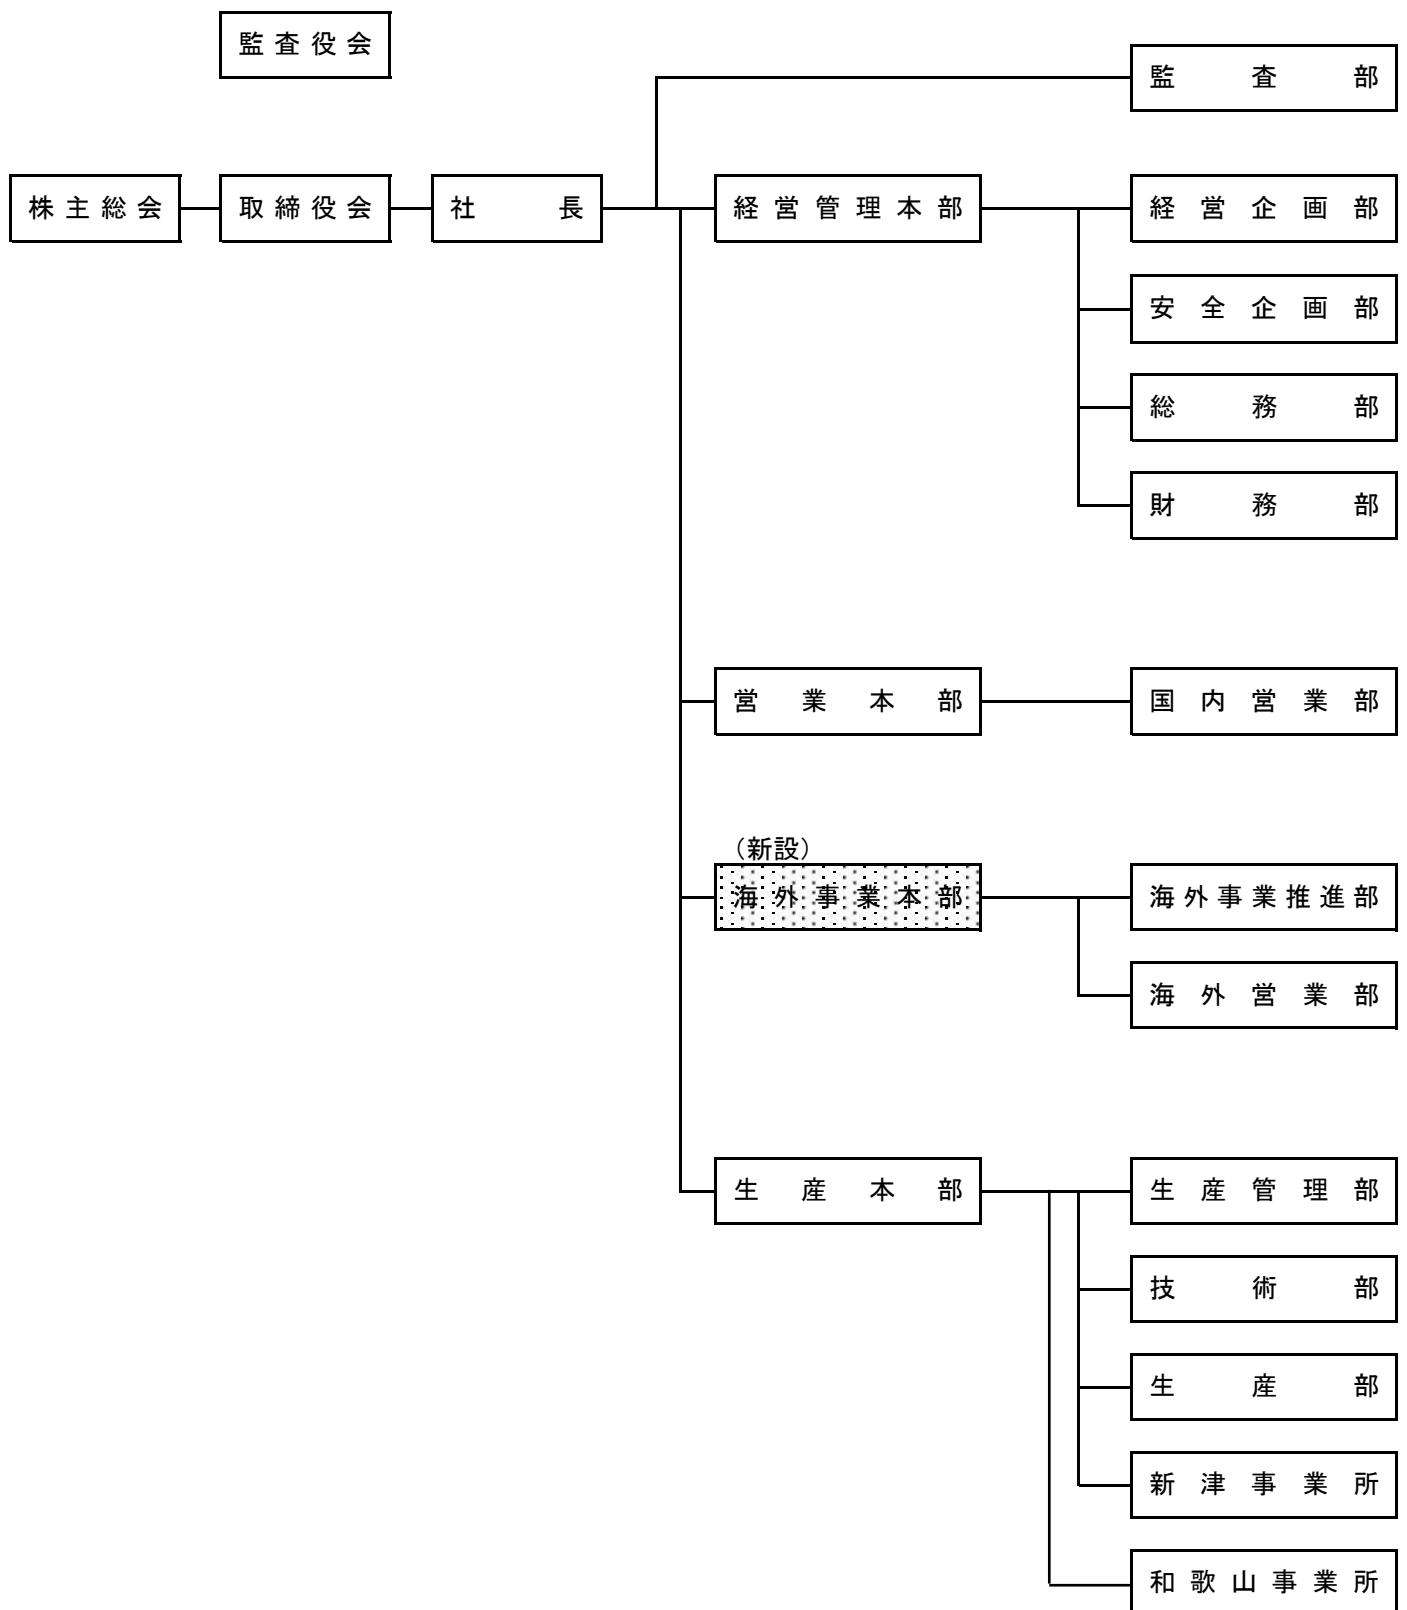 監査役会
監査部
株主総会
取締役会
社長
経営管理本部
経営企画部
安全企画部
総務部
財務部
営業本部
国内営業部
（新設）
海外事業本部
海外事業推進部
海外営業部
生産本部
生産管理部
技術部
生産部
新津事業所
和歌山事業所